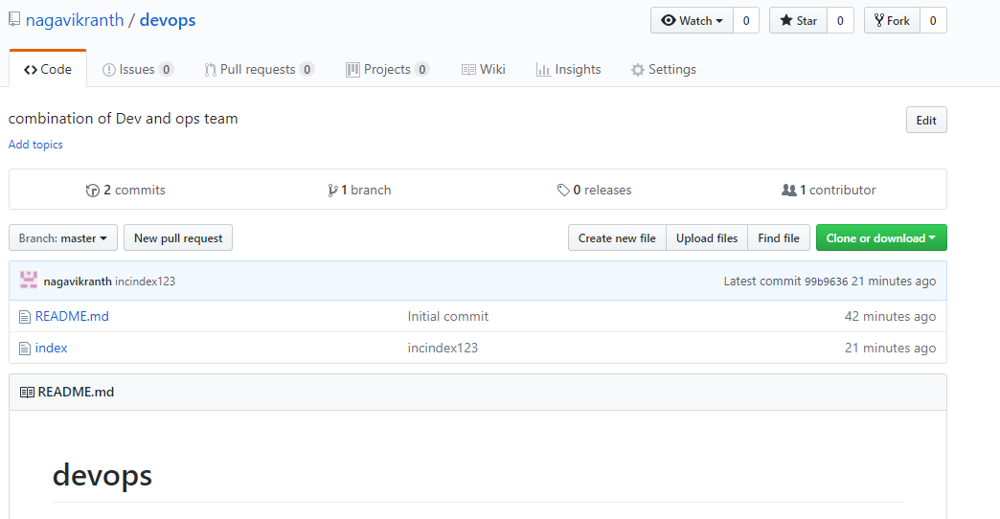 nagavikranth / devops Watch 0 Star 0 Fork 0
Code Issues 0 Pull requests 0 Projects 0 Wiki Insights Settings
combination of Dev and ops team Edit
Add topics
2 commits 1 branch 0 releases 1 contributor
Branch: master New pull request Create new file Upload files Find file Clone or download
nagavikranth incindex123 Latest commit 99b9636 21 minutes ago
README.md Initial commit 42 minutes ago
index incindex123 21 minutes ago
README.md
devops